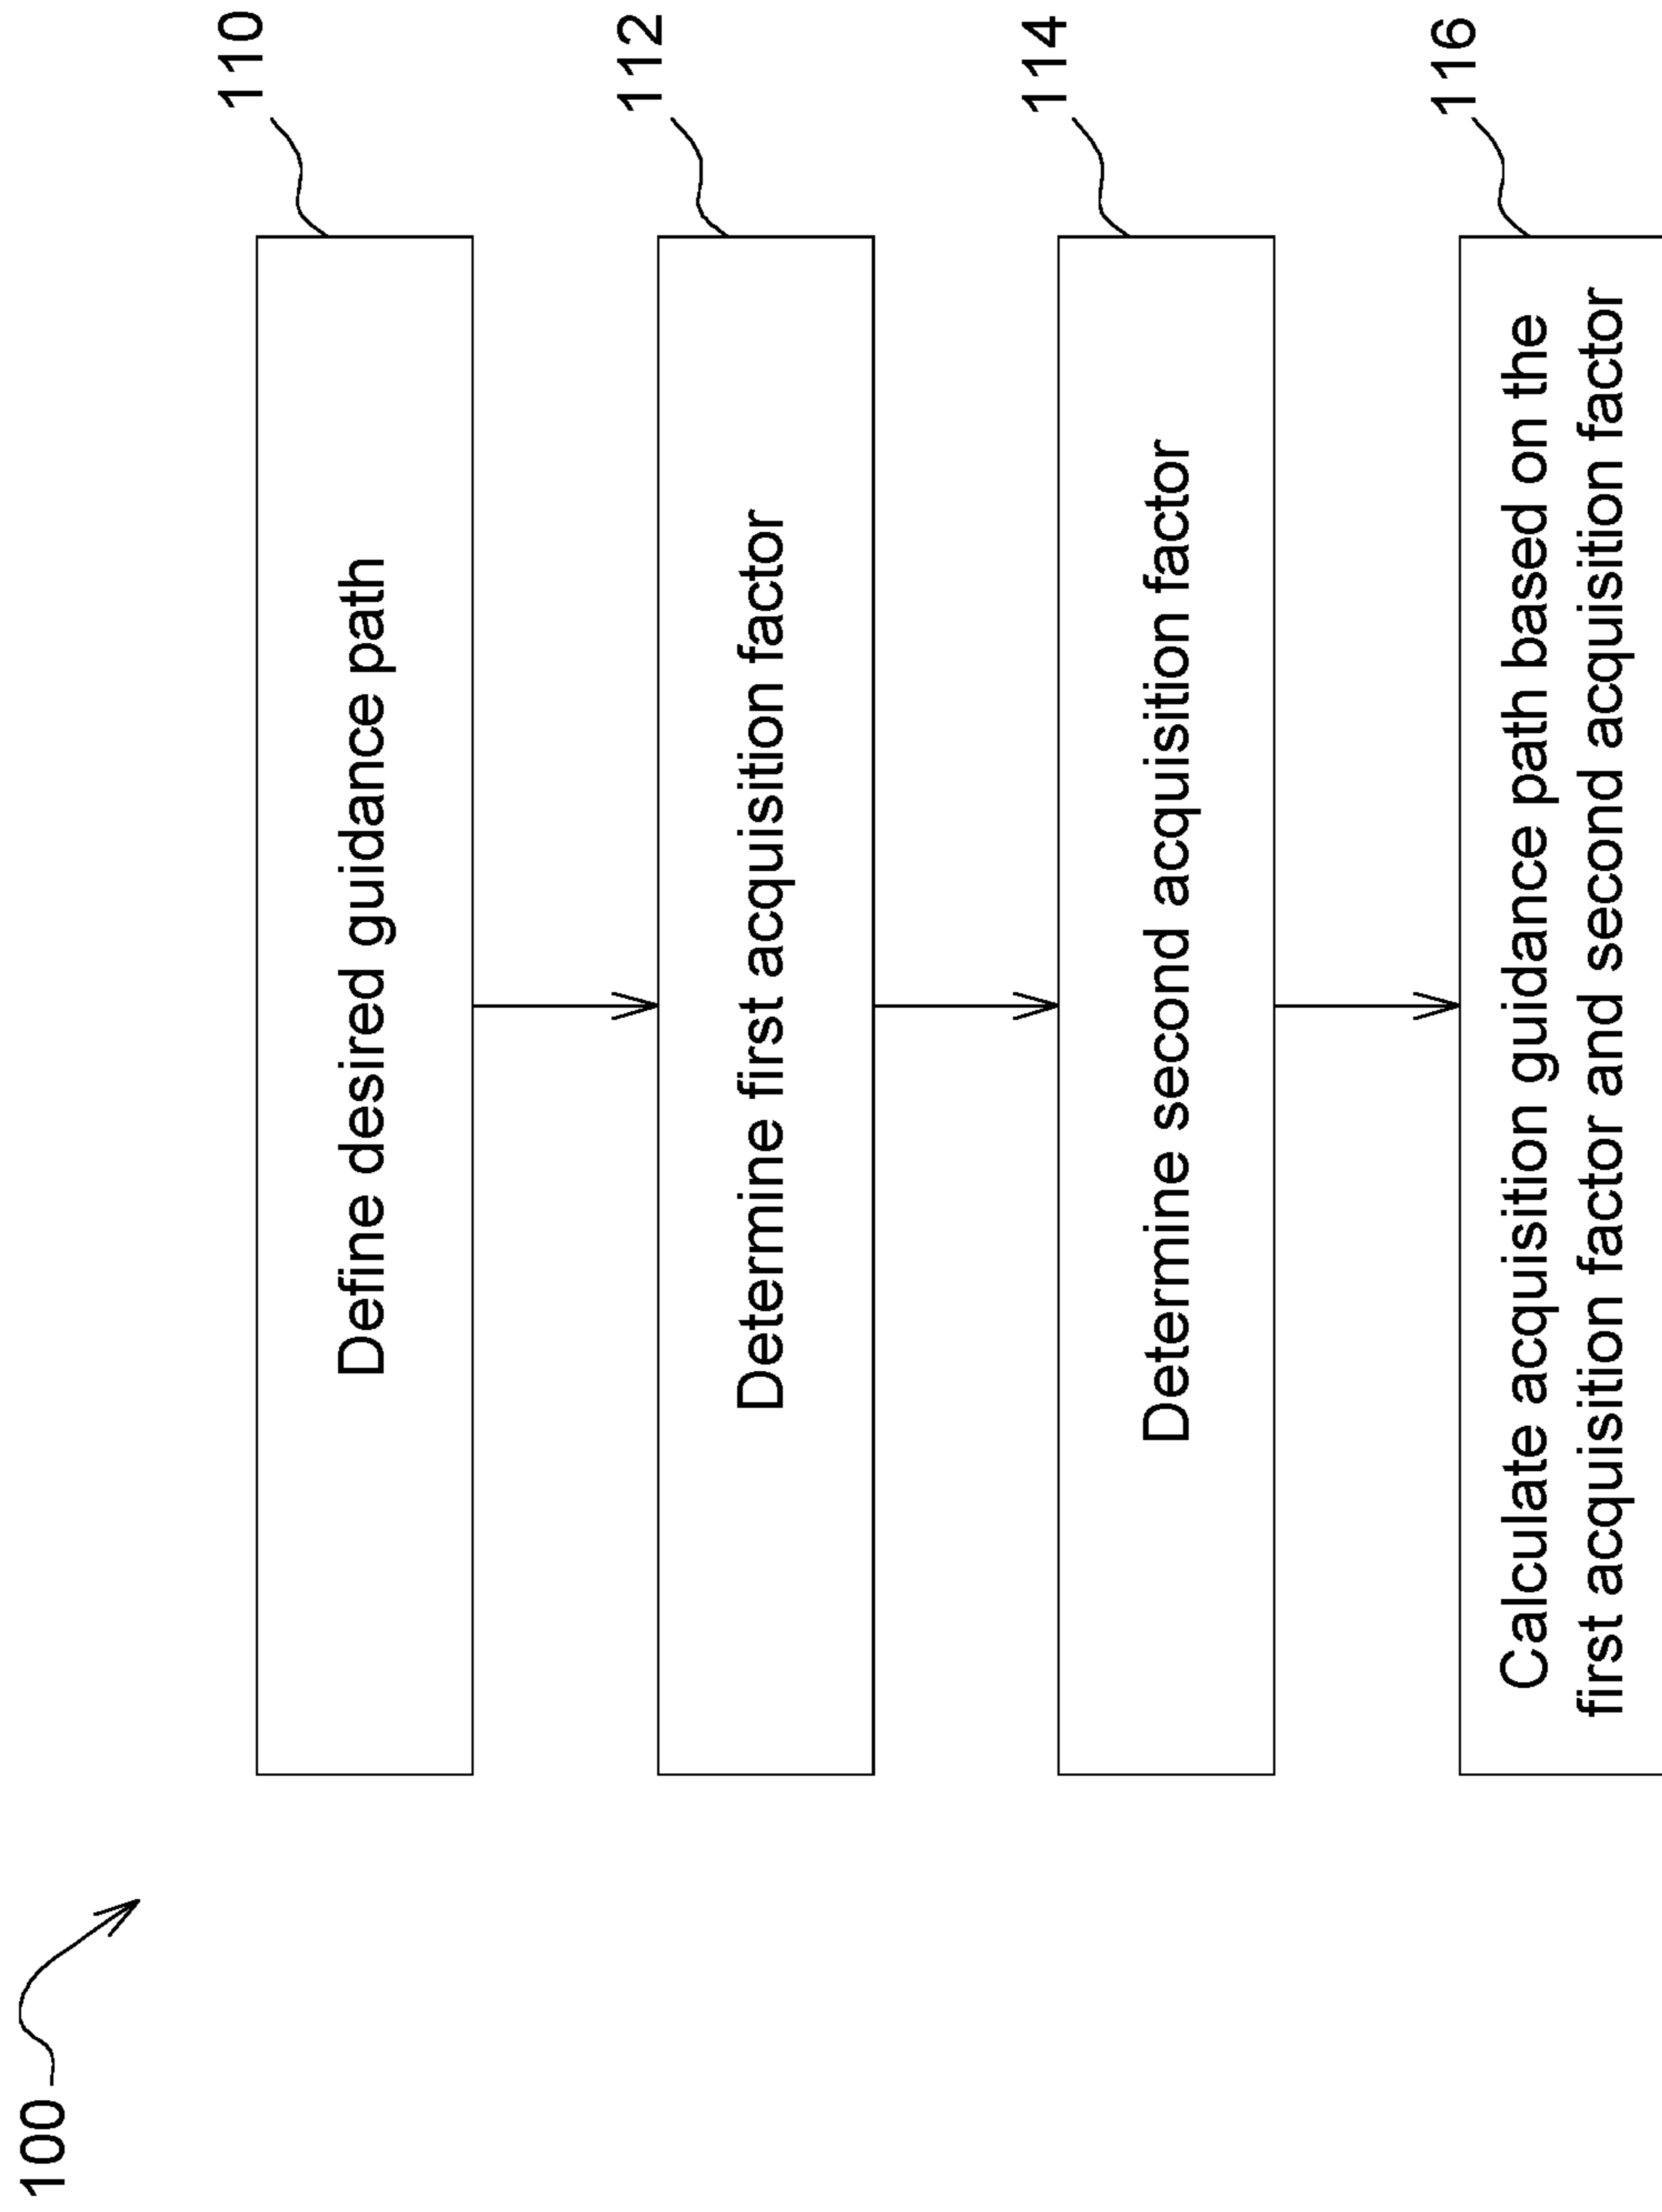 100
110
Define desired guidance path
112
Determine first acquisition factor
114
Determine second acquisition factor
116
Calculate acquisition guidance path based on the
first acquisition factor and second acquisition factor